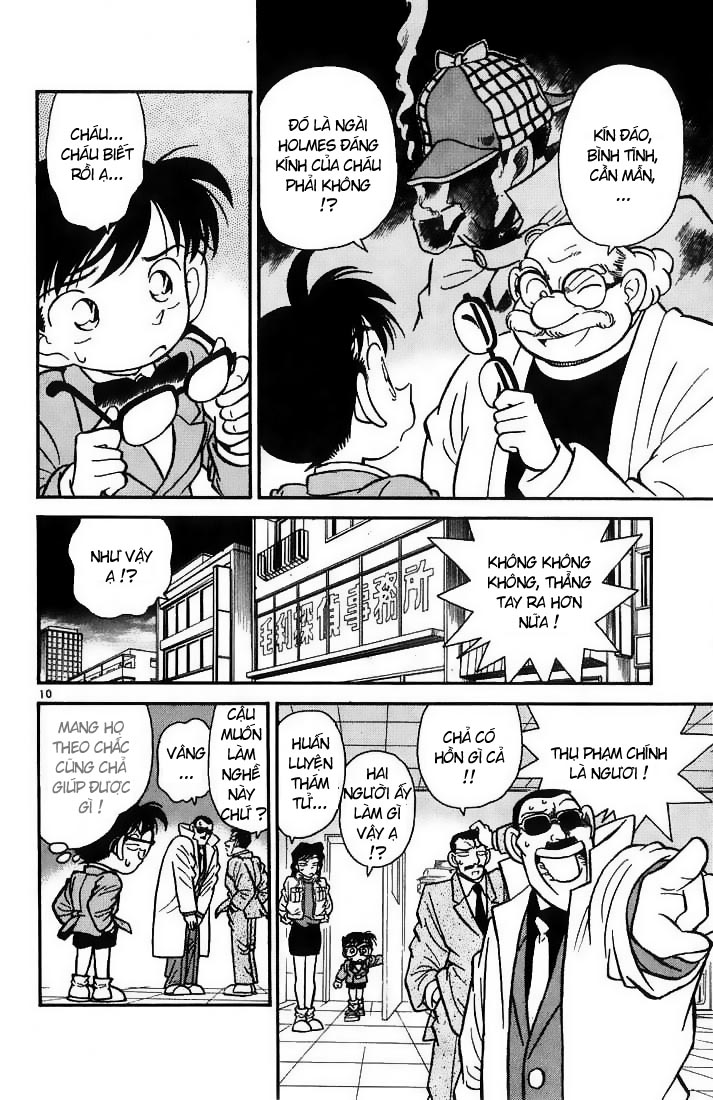 KÍN ĐÁO,
BÌNH TĨNH,
CẦN MẪN,
...
ĐÓ LÀ NGÀI
HOLMES ĐÁNG
KÍNH CỦA CHÁU
PHẢI KHÔNG
!?
CHÁU...
CHÁU BIẾT
RỒI Ạ...
KHÔNG KHÔNG
KHÔNG, THẲNG
TAY RA HƠN
NỮA !
毛利探偵事務所
NHƯ VẬY
Ạ !?
10
THỤ PHẠM CHÍNH
LÀ NGƯƠI !
CHẢ CÓ
HỒN GÌ CẢ
!!
HAI
NGƯỜI ẤY
LÀM GÌ
VẬY Ạ
!?
HUẤN
LUYỆN
THÁM
TỬ...
CẬU
MUỐN
LÀM
NGHỀ
NÀY
CHỨ ?
VÂNG
...
MANG HỌ
THEO CHẮC
CŨNG CHẢ
GIÚP ĐƯỢC
GÌ !